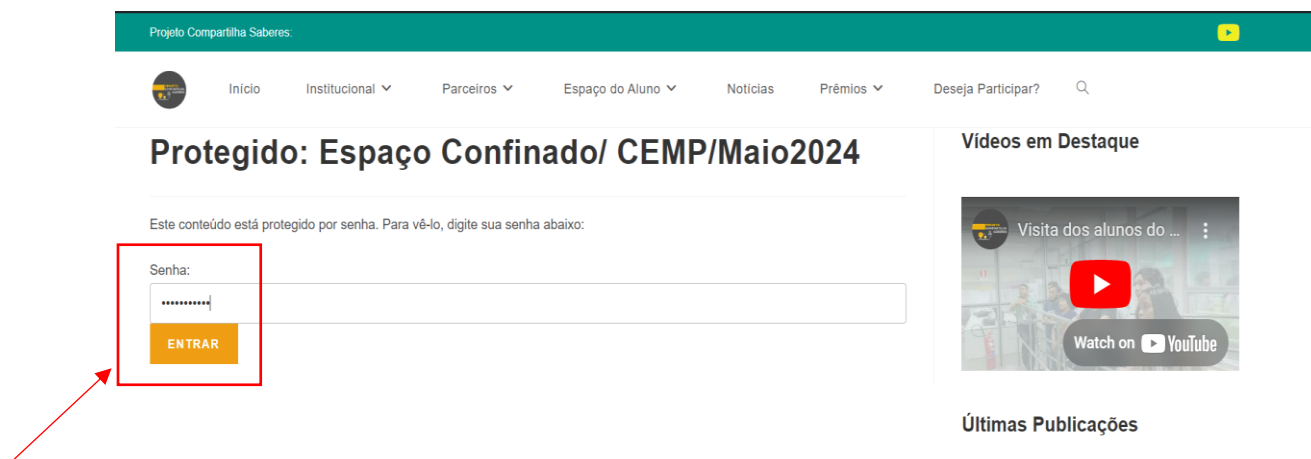 Projeto Compartilha Saberes:
Início Institucional Parceiros Espaço do Aluno Notícias Prêmios Deseja Participar?
Protegido: Espaço Confinado/ CEMP/Maio2024
Este conteúdo está protegido por senha. Para vê-lo, digite sua senha abaixo:
Senha:
•••••••••••
ENTRAR
Vídeos em Destaque
Visita dos alunos do ...
Watch on YouTube
Últimas Publicações